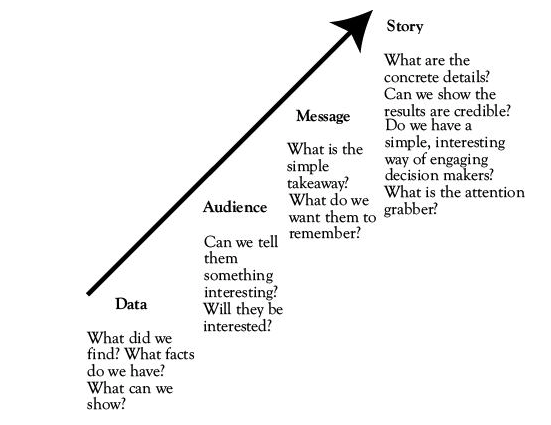 Story
What are the
concrete details?
Can we show the
results are credible?
Do we have a
simple, interesting
way of engaging
decision makers?
What is the attention
grabber?
Message
What is the
simple
takeaway?
What do we
want them to
remember?
Audience
Can we tell
them
something
interesting?
Will they be
interested?
Data
What did we
find? What facts
do we have?
What can we
show?